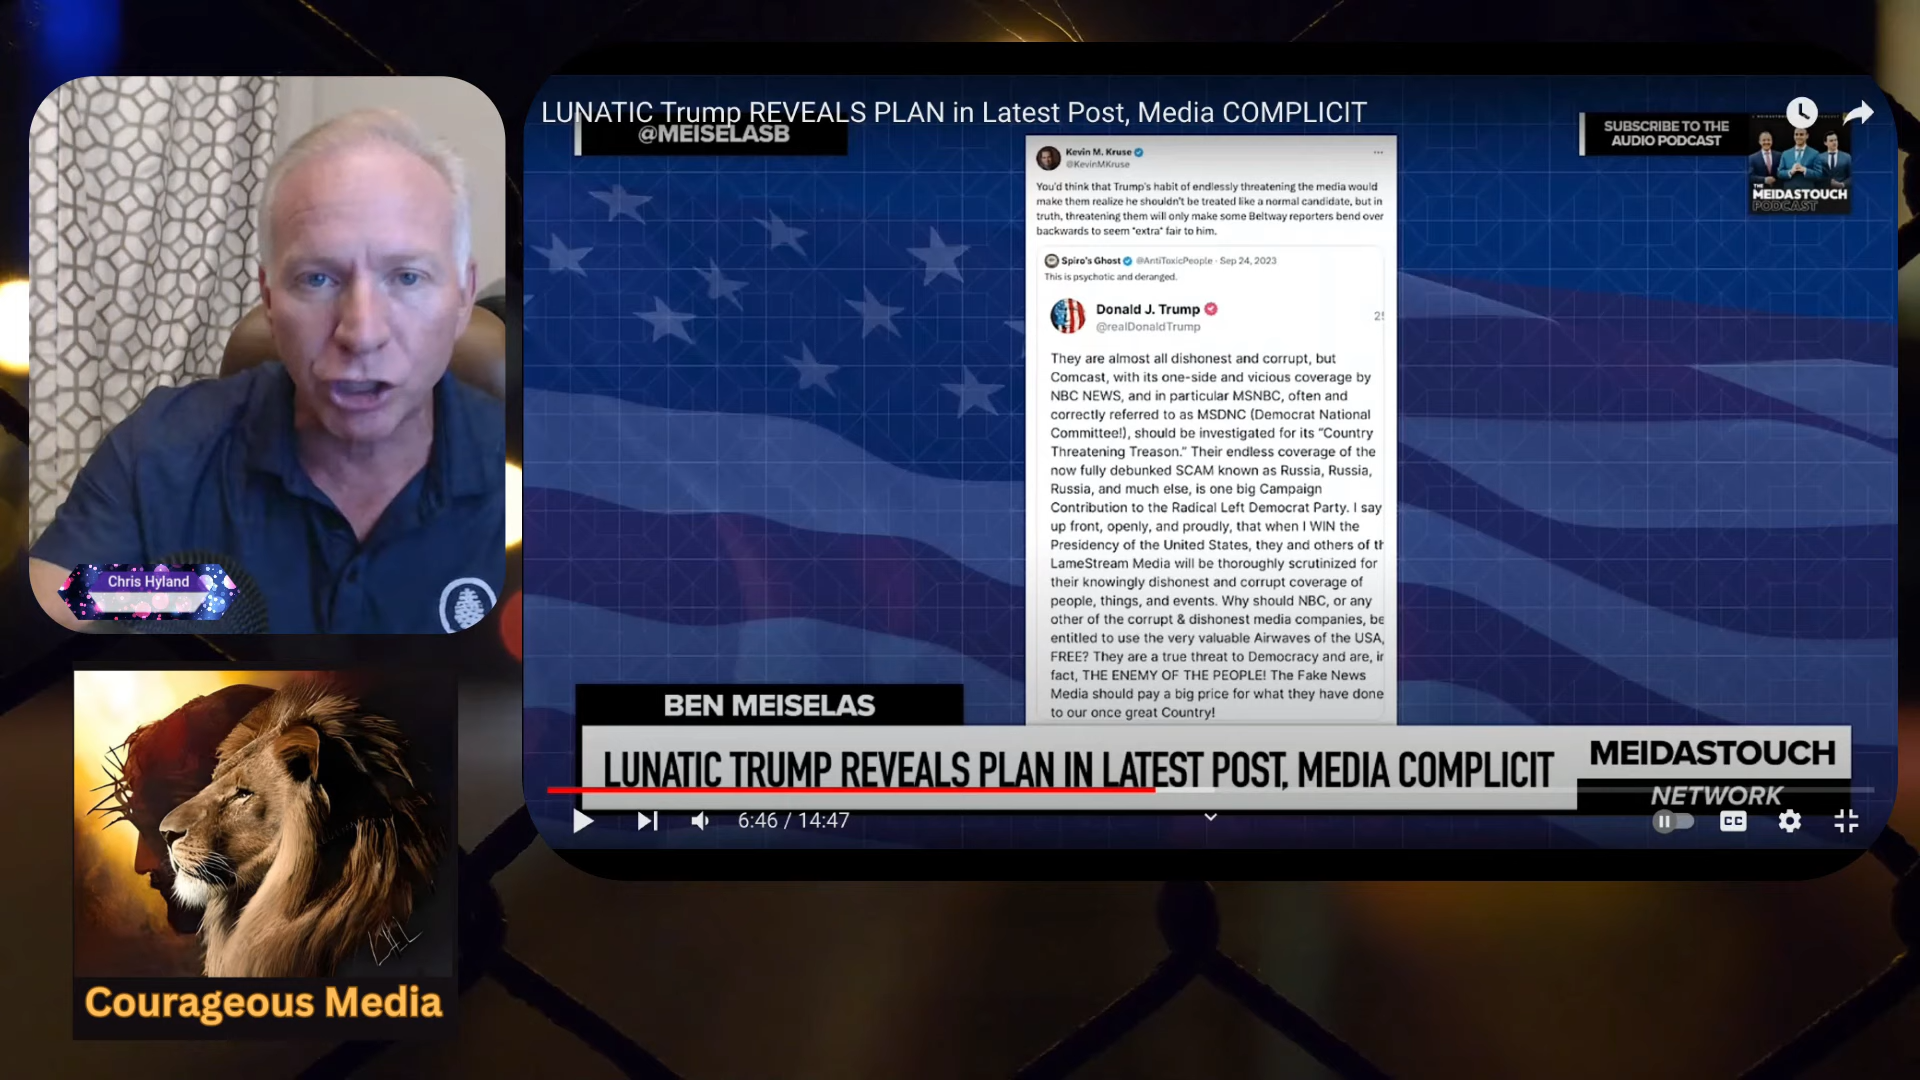 LUNATIC Trump REVEALS PLAN in Latest Post, Media COMPLICIT
@MEISELASB
SUBSCRIBE TO THE
AUDIO PODCAST
THE
MEIDASTOUCH
PODCAST
Kevin M. Kruse
@KevinMKruse
You'd think that Trump's habit of endlessly threatening the media would
make them realize he shouldn't be treated like a normal candidate, but in
truth, threatening them will only make some Beltway reporters bend over
backwards to seem *extra* fair to him.
Spiro's Ghost @AntiToxicPeople · Sep 24, 2023
This is psychotic and deranged.
Donald J. Trump
@realDonaldTrump
They are almost all dishonest and corrupt, but
Comcast, with its one-side and vicious coverage by
NBC NEWS, and in particular MSNBC, often and
correctly referred to as MSDNC (Democrat National
Committee!), should be investigated for its "Country
Threatening Treason." Their endless coverage of the
now fully debunked SCAM known as Russia, Russia,
Russia, and much else, is one big Campaign
Contribution to the Radical Left Democrat Party. I say
up front, openly, and proudly, that when I WIN the
Presidency of the United States, they and others of th
LameStream Media will be thoroughly scrutinized for
their knowingly dishonest and corrupt coverage of
people, things, and events. Why should NBC, or any
other of the corrupt & dishonest media companies, be
entitled to use the very valuable Airwaves of the USA,
FREE? They are a true threat to Democracy and are, in
fact, THE ENEMY OF THE PEOPLE! The Fake News
Media should pay a big price for what they have done
to our once great Country!
Chris Hyland
BEN MEISELAS
LUNATIC TRUMP REVEALS PLAN IN LATEST POST, MEDIA COMPLICIT
MEIDASTOUCH
NETWORK
6:46 / 14:47
CC
Courageous Media